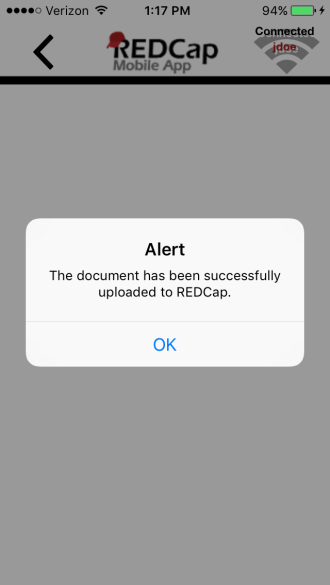 Verizon 1:17 PM 94%
Connected
jdoe
REDCap
Mobile App
Alert
The document has been successfully
uploaded to REDCap.
OK